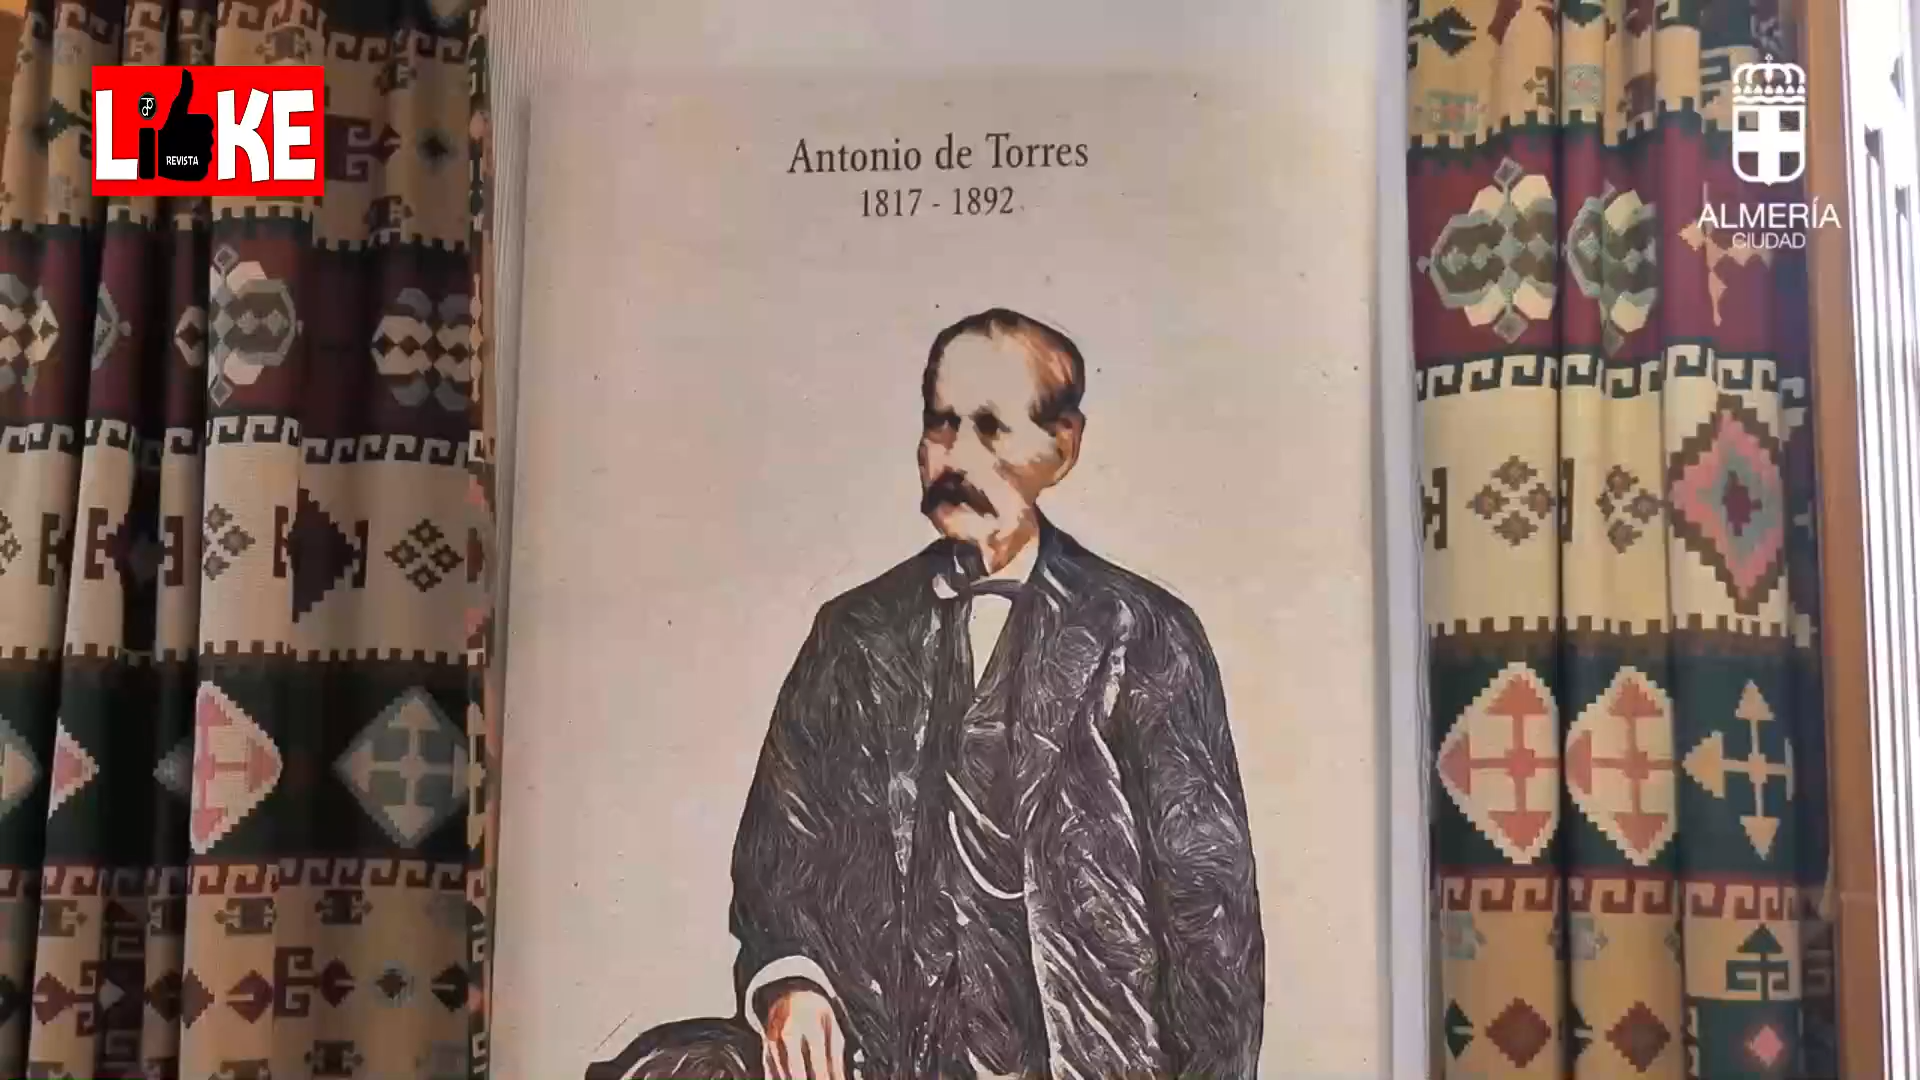 LIKE
REVISTA
Antonio de Torres
1817 - 1892
ALMERÍA
CIUDAD